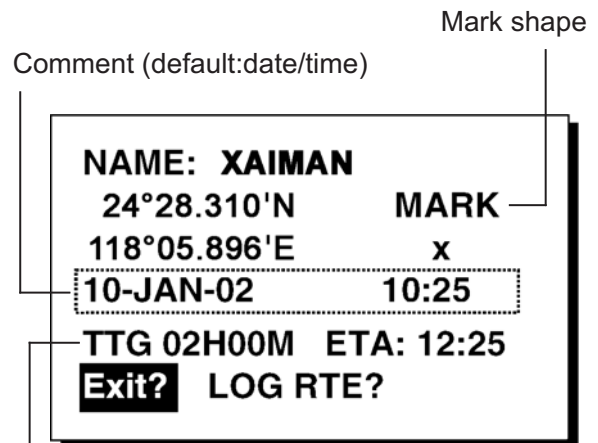 Mark shape
Comment (default:date/time)
NAME: XAIMAN
24°28.310'N MARK
118°05.896'E x
10-JAN-02 10:25
TTG 02H00M ETA: 12:25
Exit? LOG RTE?